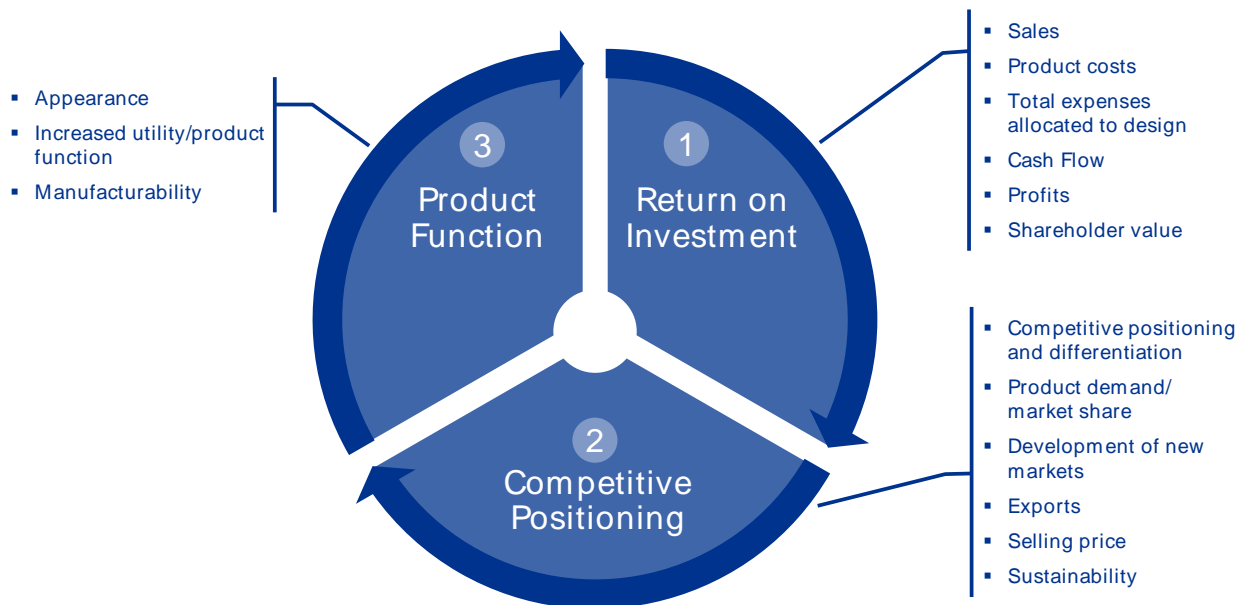 Sales
Product costs
Total expenses
allocated to design
Cash Flow
Profits
Shareholder value
Appearance
Increased utility/product
function
Manufacturability
3
Product
Function
1
Return on
Investment
2
Competitive
Positioning
Competitive positioning
and differentiation
Product demand/
market share
Development of new
markets
Exports
Selling price
Sustainability